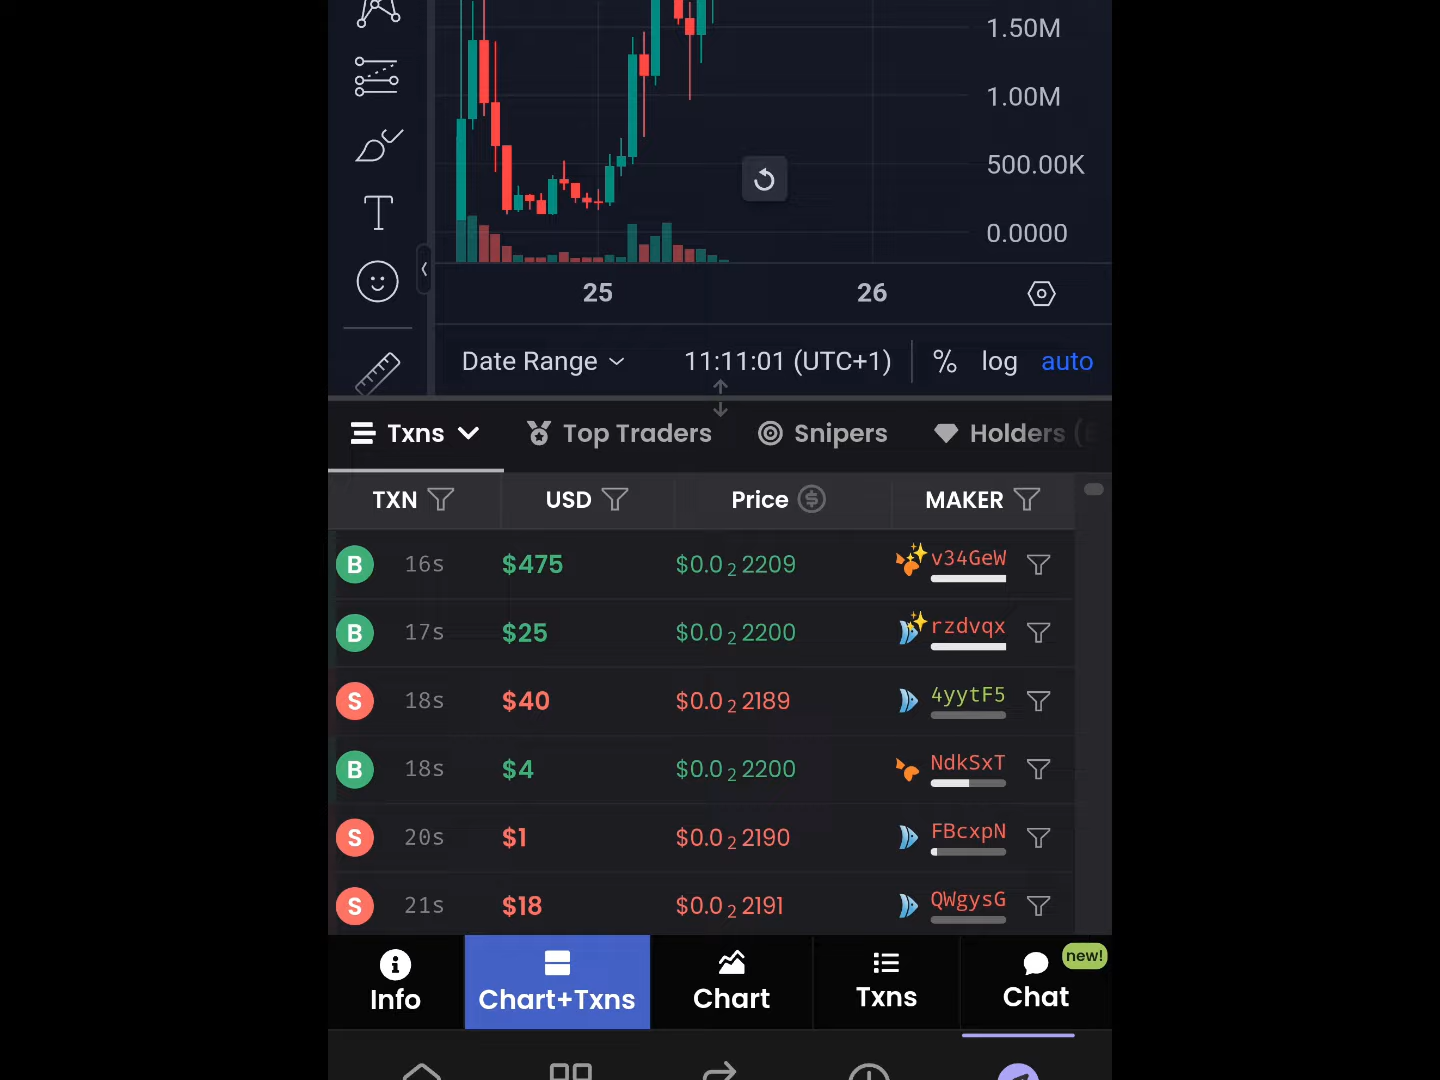 1.50M
1.00M
500.00K
0.0000
25 26
Date Range 11:11:01 (UTC+1) % log auto
Txns Top Traders Snipers Holders (
TXN USD Price MAKER
B 16s $475 $0.0₂2209 v34GeW
B 17s $25 $0.0₂2200 rzdvqx
S 18s $40 $0.0₂2189 4yytF5
B 18s $4 $0.0₂2200 NdkSxT
S 20s $1 $0.0₂2190 FBcxpN
S 21s $18 $0.0₂2191 QWgysG
new!
Info Chart+Txns Chart Txns Chat